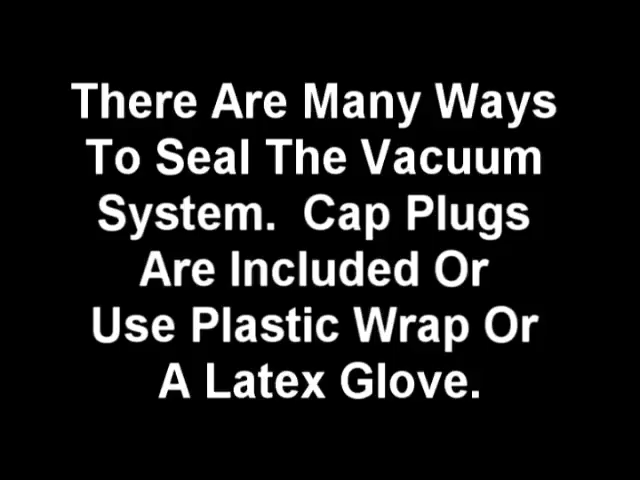 There Are Many Ways
To Seal The Vacuum
System.  Cap Plugs
Are Included Or
Use Plastic Wrap Or
A Latex Glove.